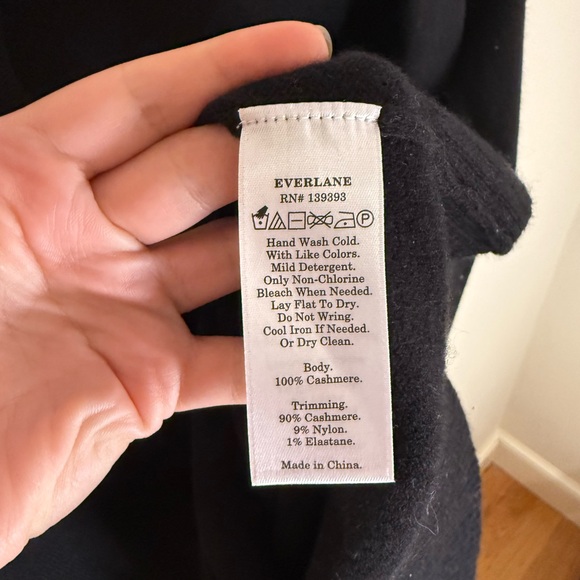 EVERLANE
RN# 139393
Hand Wash Cold.
With Like Colors.
Mild Detergent.
Only Non-Chlorine
Bleach When Needed.
Lay Flat To Dry.
Do Not Wring.
Cool Iron If Needed.
Or Dry Clean.
Body.
100% Cashmere.
Trimming.
90% Cashmere.
9% Nylon.
1% Elastane.
Made in China.